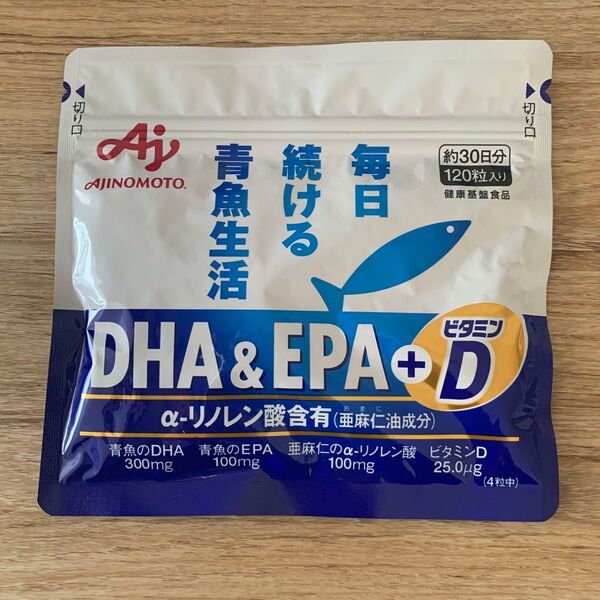 切り口
切り口
Aj
AJINOMOTO®
毎日
続ける
青魚生活
約30日分
120粒入り
健康基盤食品
DHA & EPA + ビタミン D
α-リノレン酸含有(亜麻仁油成分)
あまに
青魚のDHA 青魚のEPA 亜麻仁のα-リノレン酸 ビタミンD
300mg 100mg 100mg 25.0μg
(4粒中)